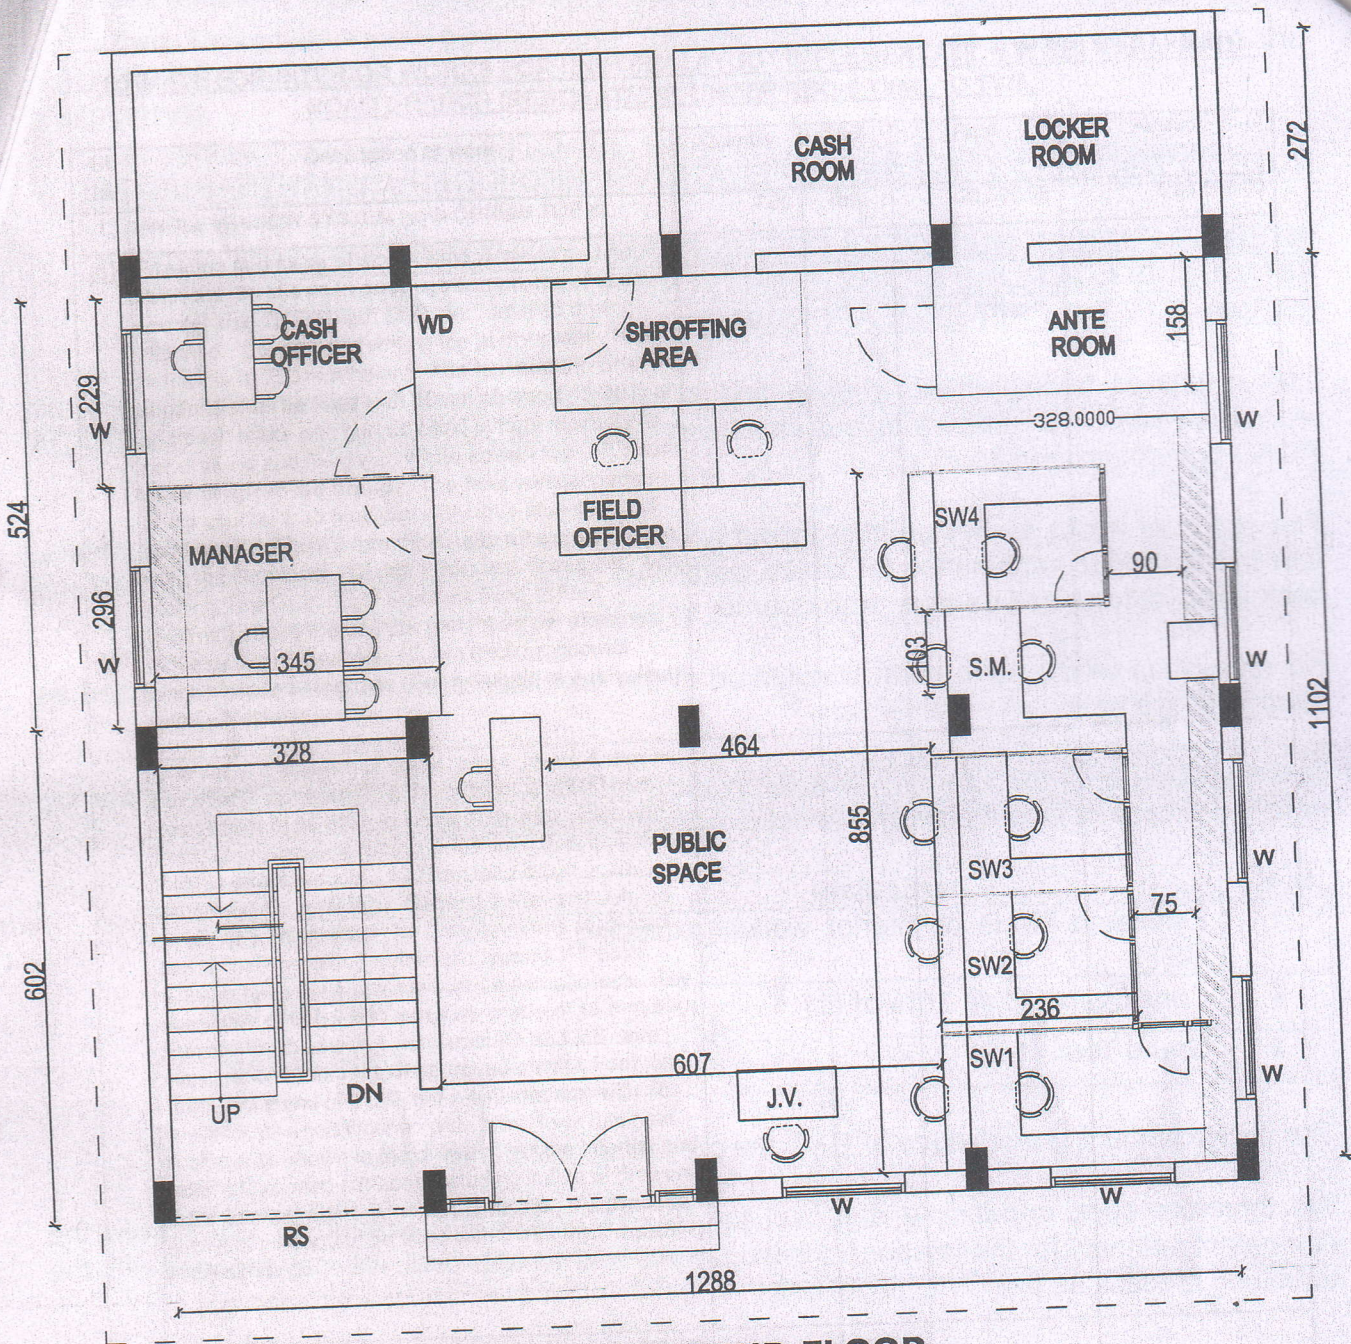 CASH
ROOM
LOCKER
ROOM
272
CASH
OFFICER
WD
SHROFFING
AREA
ANTE
ROOM
158
229
W
328.0000
W
524
FIELD
OFFICER
SW4
MANAGER
90
296
W
345
103
S.M.
W
1102
328
464
855
PUBLIC
SPACE
SW3
W
75
SW2
602
236
SW1
607
W
UP
DN
J.V.
W
W
RS
1288
FLOOR